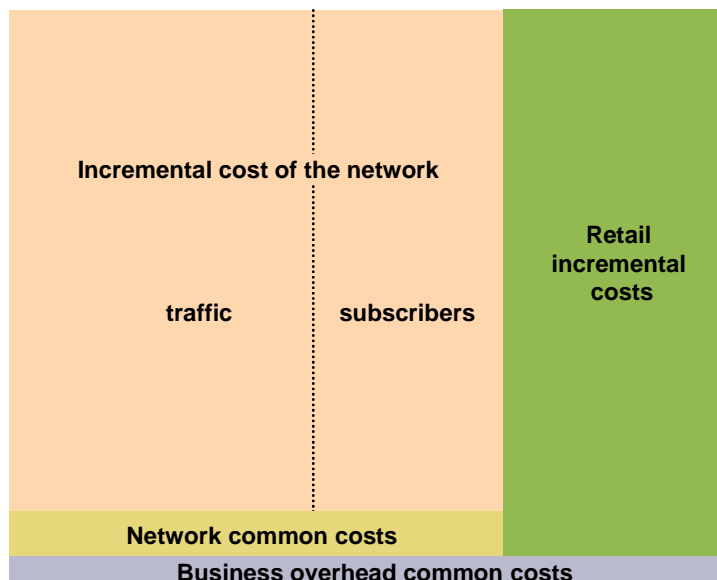 Incremental cost of the network
Retail
incremental
costs
traffic
subscribers
Network common costs
Business overhead common costs